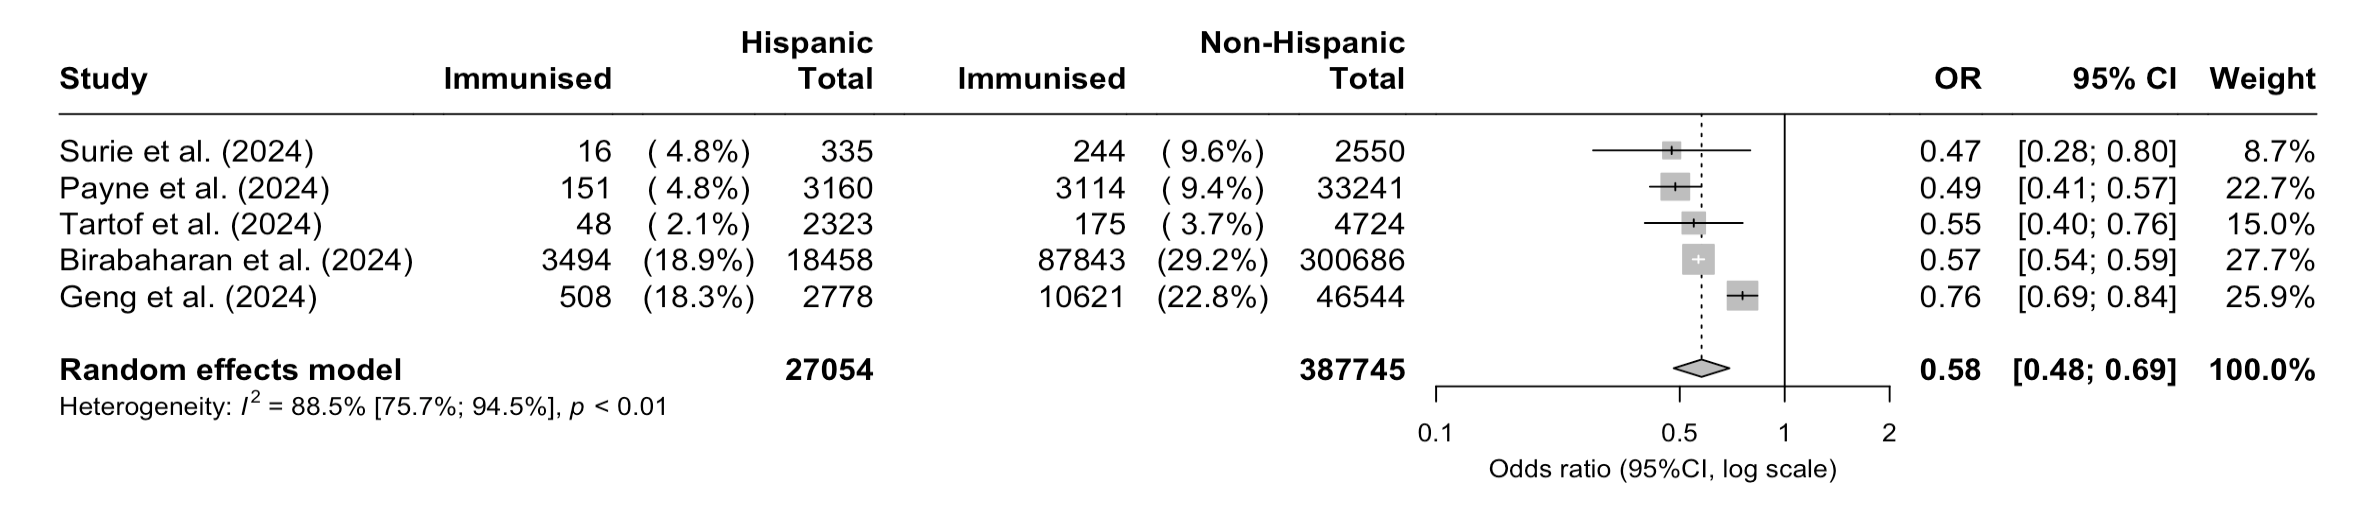 Hispanic Non-Hispanic
Study Immunised Total Immunised Total OR 95% CI Weight
Surie et al. (2024) 16 ( 4.8%) 335 244 ( 9.6%) 2550 0.47 [0.28; 0.80] 8.7%
Payne et al. (2024) 151 ( 4.8%) 3160 3114 ( 9.4%) 33241 0.49 [0.41; 0.57] 22.7%
Tartof et al. (2024) 48 ( 2.1%) 2323 175 ( 3.7%) 4724 0.55 [0.40; 0.76] 15.0%
Birabaharan et al. (2024) 3494 (18.9%) 18458 87843 (29.2%) 300686 0.57 [0.54; 0.59] 27.7%
Geng et al. (2024) 508 (18.3%) 2778 10621 (22.8%) 46544 0.76 [0.69; 0.84] 25.9%
Random effects model 27054 387745 0.58 [0.48; 0.69] 100.0%
Heterogeneity: I² = 88.5% [75.7%; 94.5%], p < 0.01
0.1 0.5 1 2
Odds ratio (95%CI, log scale)